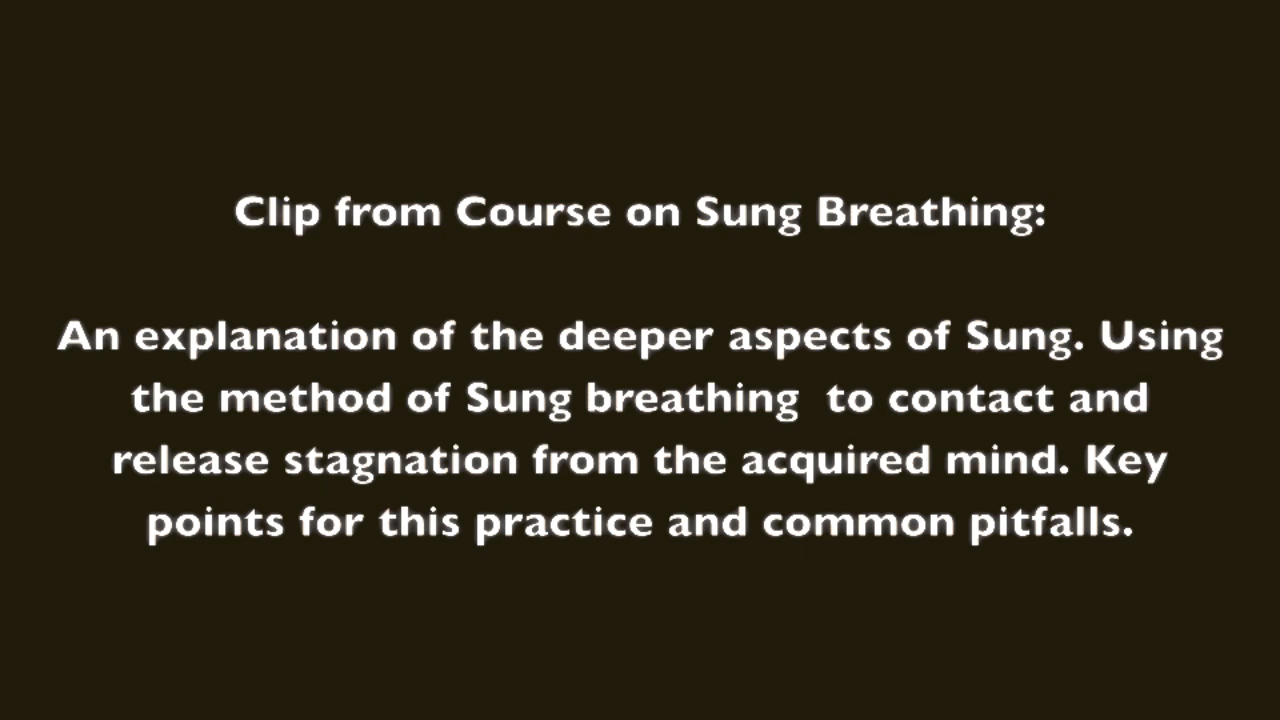 Clip from Course on Sung Breathing:
An explanation of the deeper aspects of Sung. Using
the method of Sung breathing  to contact and
release stagnation from the acquired mind. Key
points for this practice and common pitfalls.